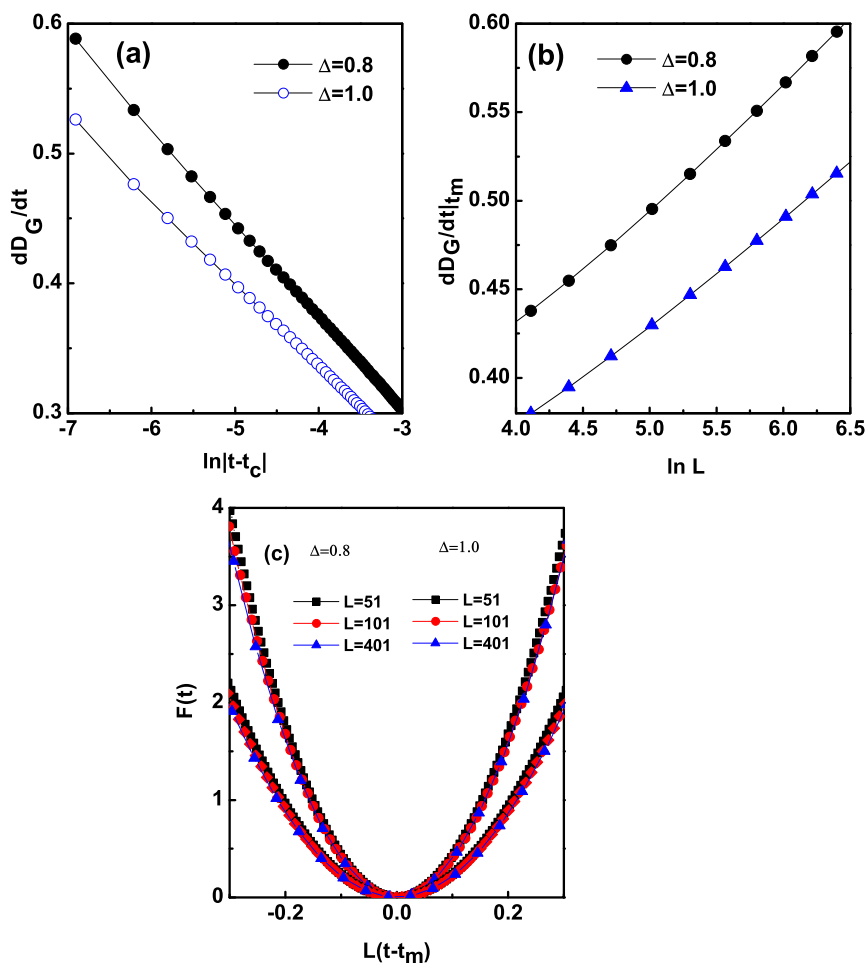 (a)
Δ=0.8
Δ=1.0
dD_G/dt
0.6
0.5
0.4
0.3
-7 -6 -5 -4 -3
ln|t-t_c|
(b)
Δ=0.8
Δ=1.0
dD_G/dt|_{t_m}
0.60
0.55
0.50
0.45
0.40
4.0 4.5 5.0 5.5 6.0 6.5
ln L
(c)
Δ=0.8 Δ=1.0
L=51 L=51
L=101 L=101
L=401 L=401
F(t)
4
3
2
1
0
-0.2 0.0 0.2
L(t-t_m)